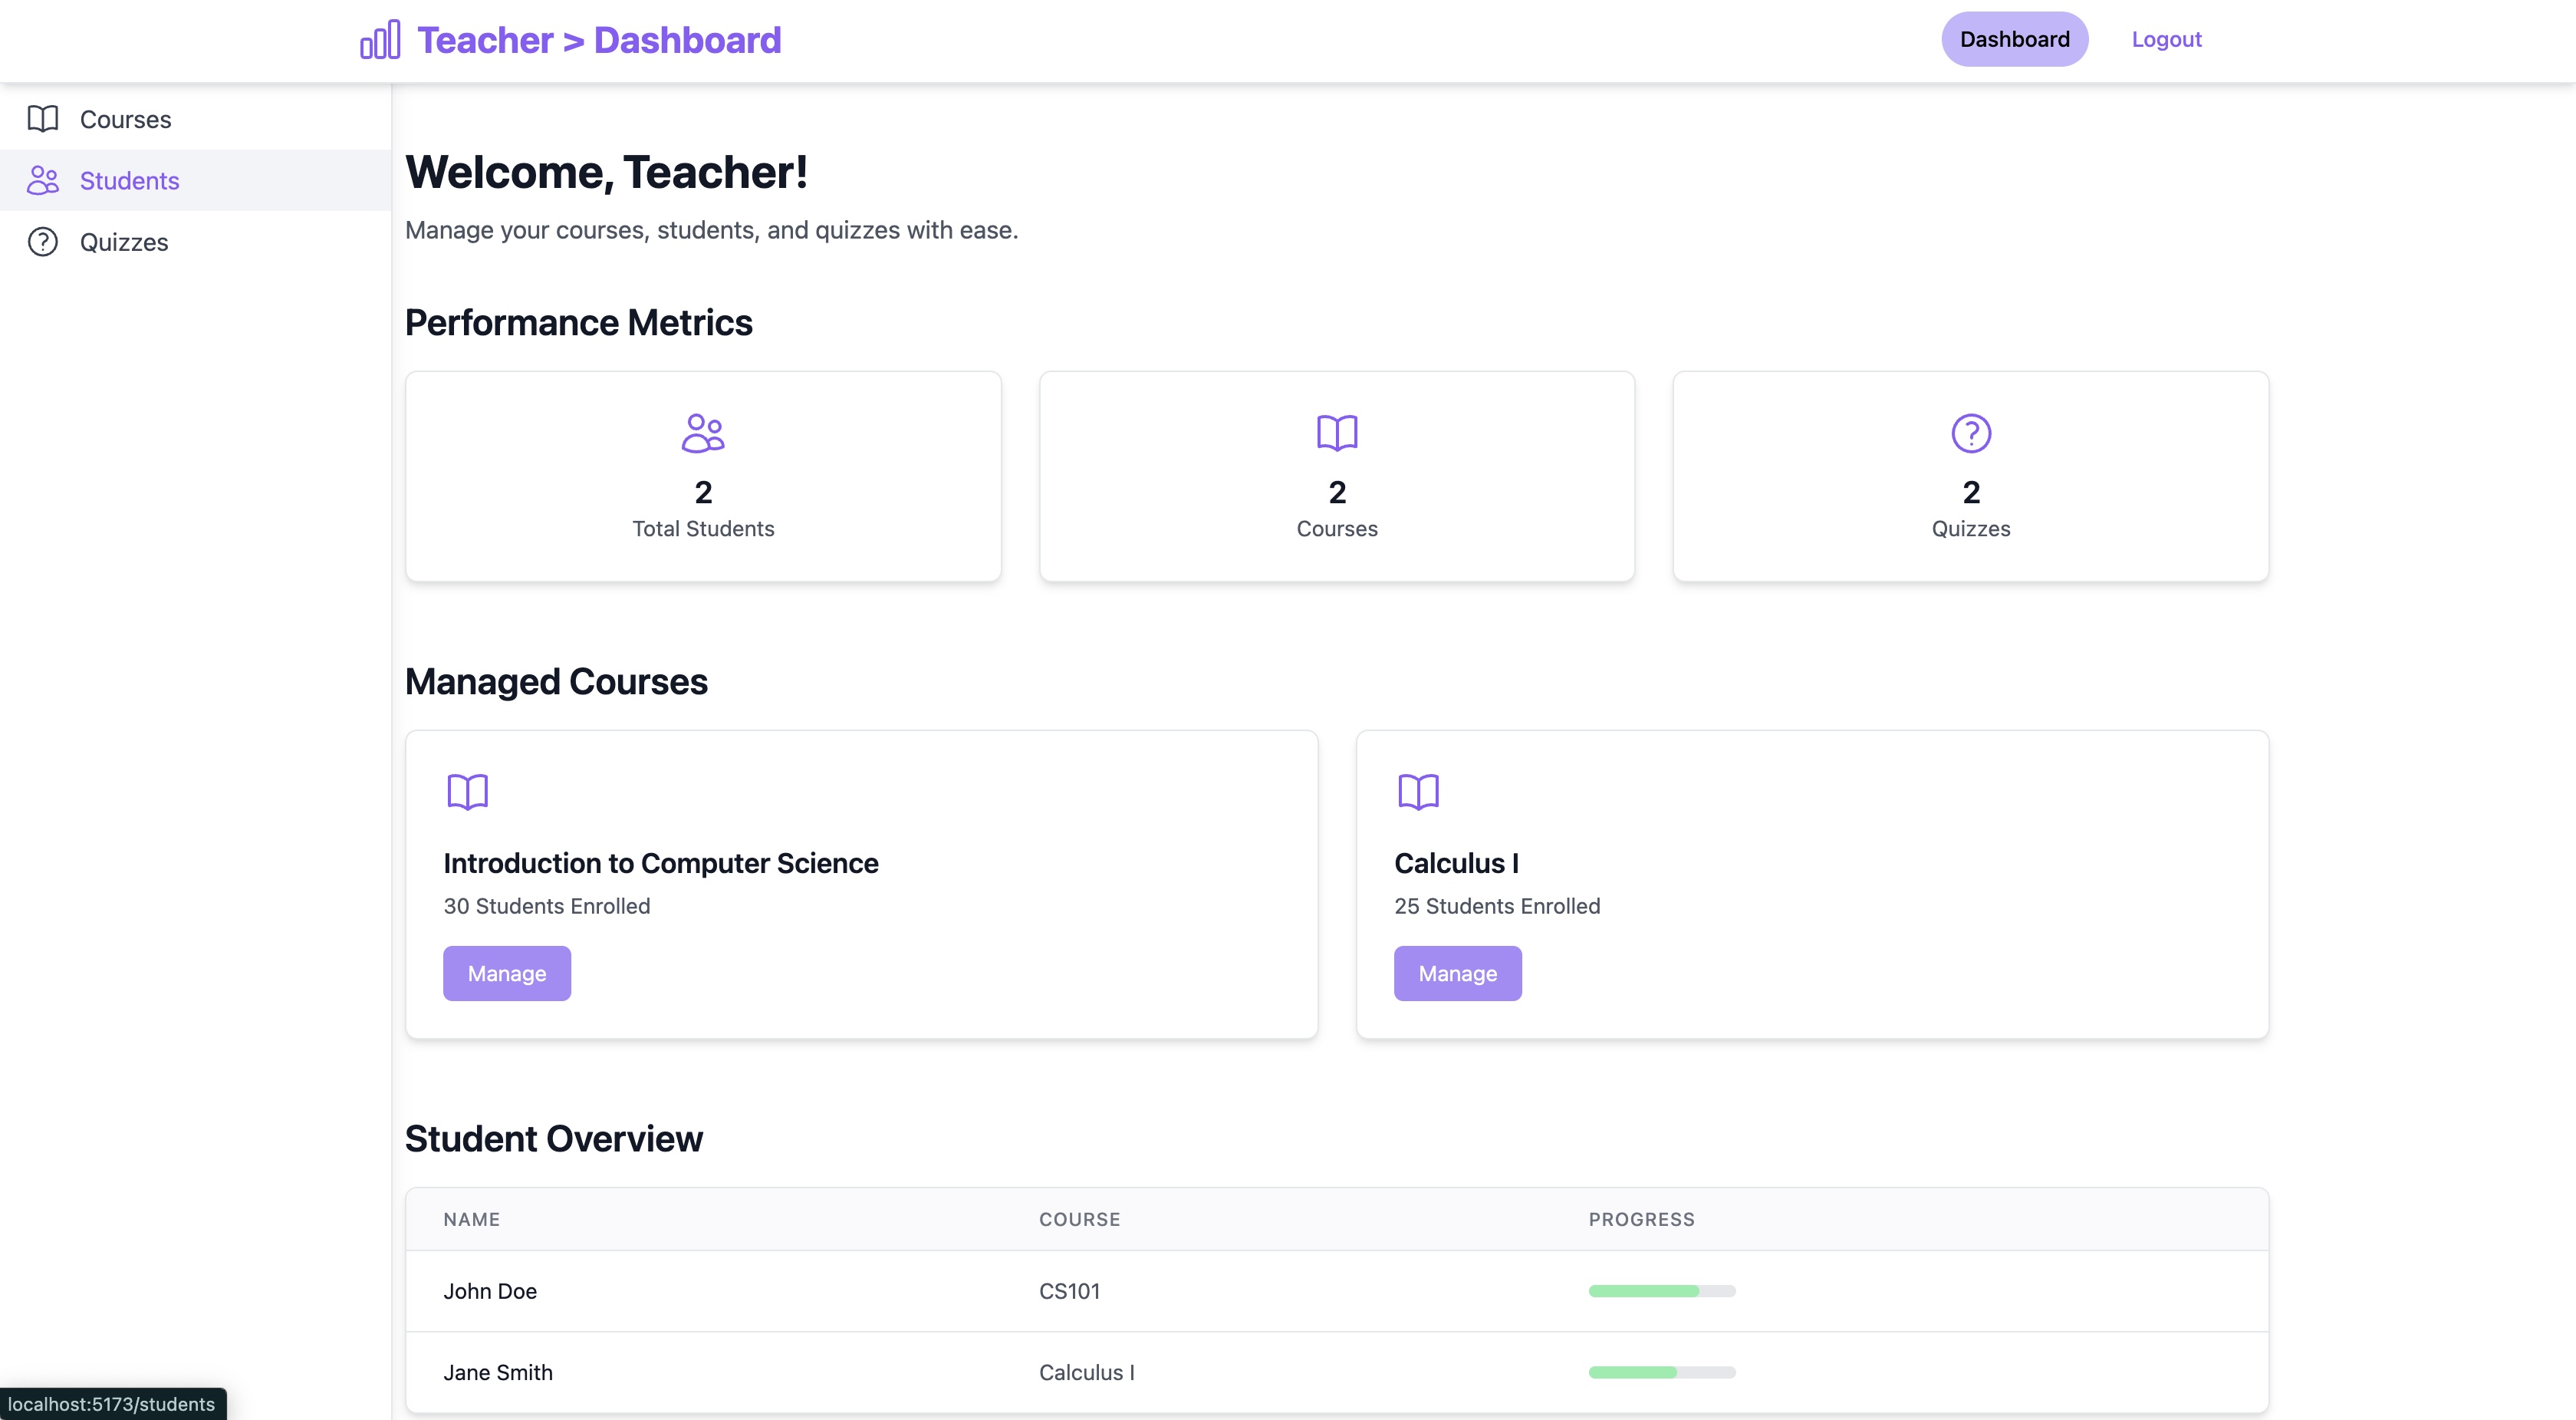 Teacher > Dashboard
Dashboard
Logout
Courses
Students
Quizzes
Welcome, Teacher!
Manage your courses, students, and quizzes with ease.
Performance Metrics
2
Total Students
2
Courses
2
Quizzes
Managed Courses
Introduction to Computer Science
30 Students Enrolled
Manage
Calculus I
25 Students Enrolled
Manage
Student Overview
NAME COURSE PROGRESS
John Doe CS101
Jane Smith Calculus I
localhost:5173/students